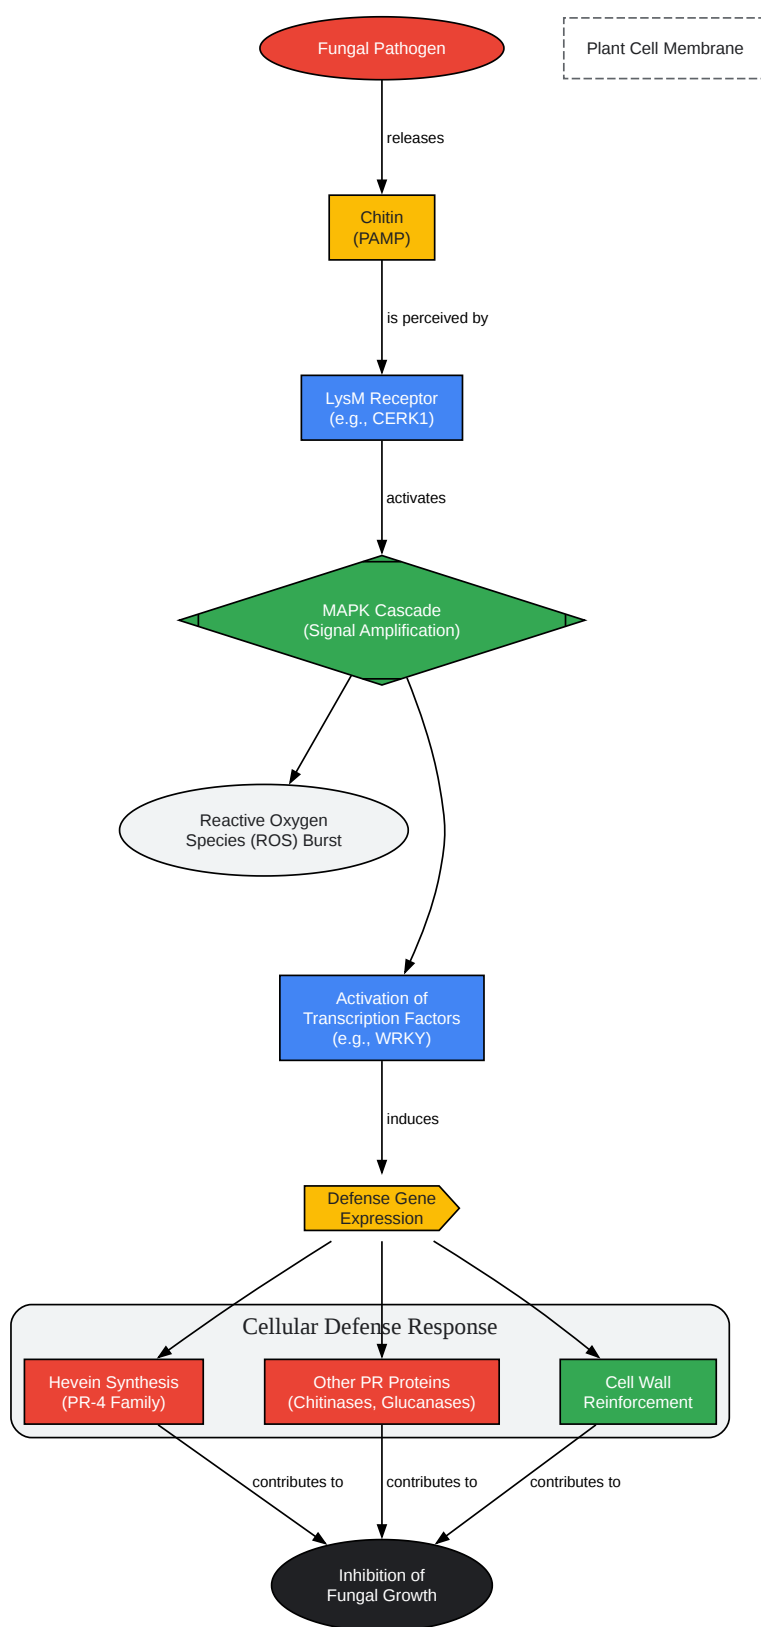 Fungal Pathogen
Plant Cell Membrane
releases
Chitin
(PAMP)
is perceived by
LysM Receptor
(e.g., CERK1)
activates
MAPK Cascade
(Signal Amplification)
Reactive Oxygen
Species (ROS) Burst
Activation of
Transcription Factors
(e.g., WRKY)
induces
Defense Gene
Expression
Cellular Defense Response
Hevein Synthesis
(PR-4 Family)
Other PR Proteins
(Chitinases, Glucanases)
Cell Wall
Reinforcement
contributes to
contributes to
contributes to
Inhibition of
Fungal Growth